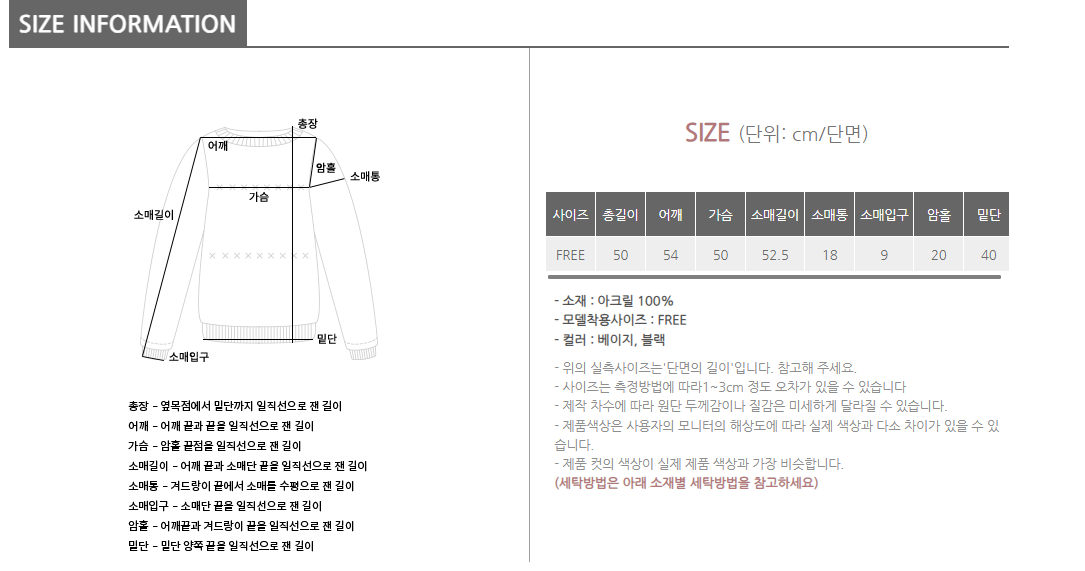 SIZE INFORMATION
총장
어깨
암홀
소매통
가슴
소매길이
밑단
소매입구
총장 - 옆목점에서 밑단까지 일직선으로 잰 길이
어깨 - 어깨 끝과 끝을 일직선으로 잰 길이
가슴 - 암홀 끝점을 일직선으로 잰 길이
소매길이 - 어깨 끝과 소매단 끝을 일직선으로 잰 길이
소매통 - 겨드랑이 끝에서 소매를 수평으로 잰 길이
소매입구 - 소매단 끝을 일직선으로 잰 길이
암홀 - 어깨끝과 겨드랑이 끝을 일직선으로 잰 길이
밑단 - 밑단 양쪽 끝을 일직선으로 잰 길이
SIZE (단위: cm/단면)
사이즈 총길이 어깨 가슴 소매길이 소매통 소매입구 암홀 밑단
FREE 50 54 50 52.5 18 9 20 40
- 소재 : 아크릴 100%
- 모델착용사이즈 : FREE
- 컬러 : 베이지, 블랙
- 위의 실측사이즈는'단면의 길이'입니다. 참고해 주세요.
- 사이즈는 측정방법에 따라1~3cm 정도 오차가 있을 수 있습니다
- 제작 차수에 따라 원단 두께감이나 질감은 미세하게 달라질 수 있습니다.
- 제품색상은 사용자의 모니터의 해상도에 따라 실제 색상과 다소 차이가 있을 수 있
습니다.
- 제품 컷의 색상이 실제 제품 색상과 가장 비슷합니다.
(세탁방법은 아래 소재별 세탁방법을 참고하세요)